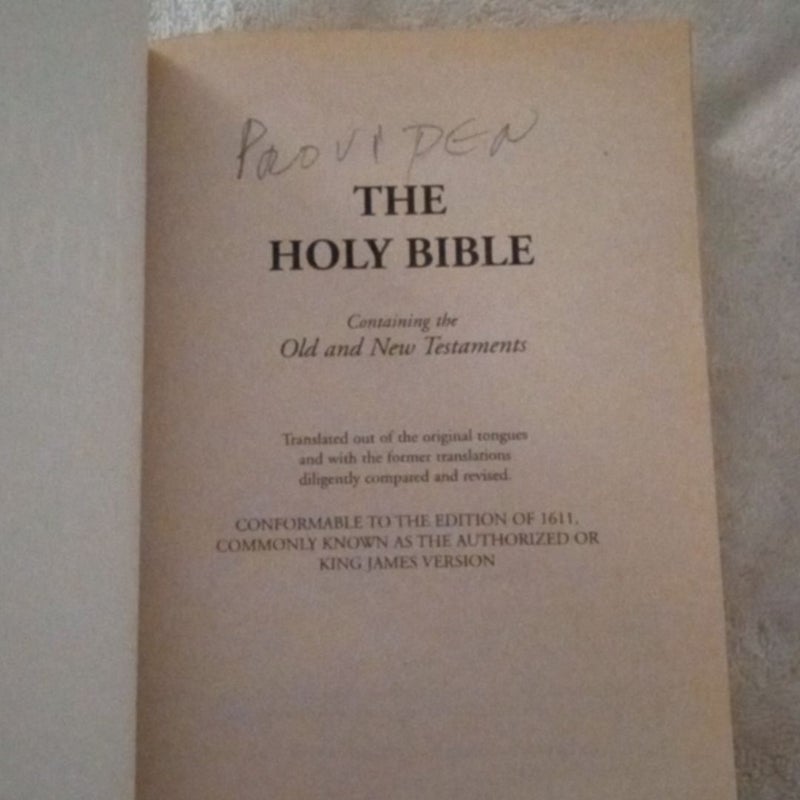 PROVIDEN
THE
HOLY BIBLE
Containing the
Old and New Testaments
Translated out of the original tongues
and with the former translations
diligently compared and revised.
CONFORMABLE TO THE EDITION OF 1611,
COMMONLY KNOWN AS THE AUTHORIZED OR
KING JAMES VERSION